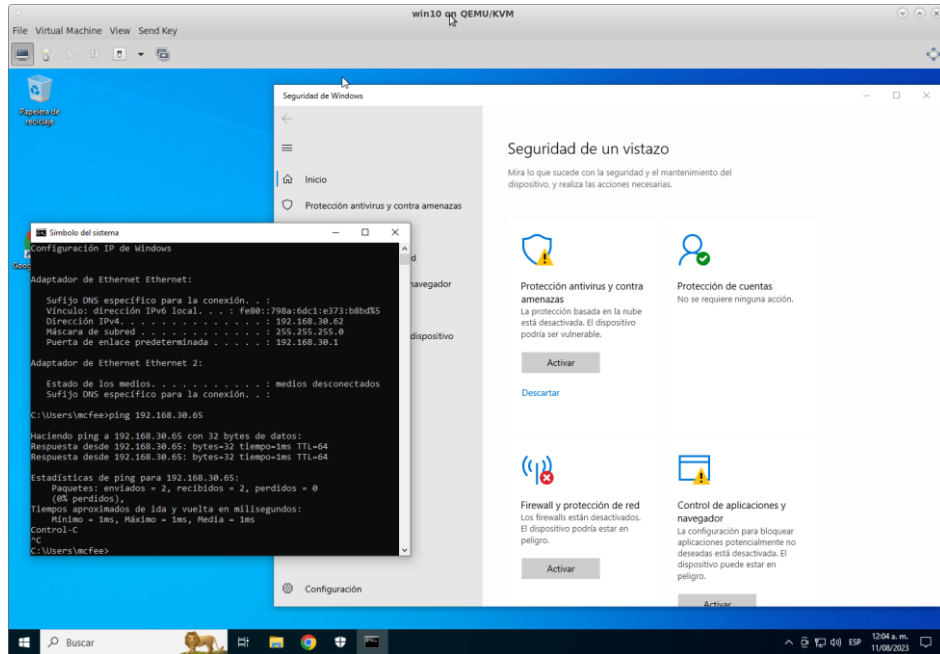 win10 on QEMU/KVM
File Virtual Machine View Send Key
Papelera de
reciclaje
Seguridad de Windows
Inicio
Protección antivirus y contra amenazas
navegador
dispositivo
Configuración
Seguridad de un vistazo
Mira lo que sucede con la seguridad y el mantenimiento del
dispositivo, y realiza las acciones necesarias.
Protección antivirus y contra
amenazas
La protección basada en la nube
está desactivada. El dispositivo
podría ser vulnerable.
Activar
Descartar
Protección de cuentas
No se requiere ninguna acción.
Firewall y protección de red
Los firewalls están desactivados.
El dispositivo podría estar en
peligro.
Activar
Control de aplicaciones y
navegador
La configuración para bloquear
aplicaciones potencialmente no
deseadas está desactivada. El
dispositivo puede estar en
peligro.
Activar
Símbolo del sistema
Configuración IP de Windows
Adaptador de Ethernet Ethernet:
Sufijo DNS específico para la conexión. . :
Vínculo: dirección IPv6 local. . . : fe80::798a:6dc1:e373:b8bd%5
Dirección IPv4. . . . . . . . . . . . . . : 192.168.30.62
Máscara de subred . . . . . . . . . . . . : 255.255.255.0
Puerta de enlace predeterminada . . . . . : 192.168.30.1
Adaptador de Ethernet Ethernet 2:
Estado de los medios. . . . . . . . . . . : medios desconectados
Sufijo DNS específico para la conexión. . :
C:\Users\mcfee>ping 192.168.30.65
Haciendo ping a 192.168.30.65 con 32 bytes de datos:
Respuesta desde 192.168.30.65: bytes=32 tiempo=1ms TTL=64
Respuesta desde 192.168.30.65: bytes=32 tiempo=1ms TTL=64
Estadísticas de ping para 192.168.30.65:
Paquetes: enviados = 2, recibidos = 2, perdidos = 0
(0% perdidos),
Tiempos aproximados de ida y vuelta en milisegundos:
Mínimo = 1ms, Máximo = 1ms, Media = 1ms
Control-C
^C
C:\Users\mcfee>
Buscar
ESP
12:04 a. m.
11/08/2023